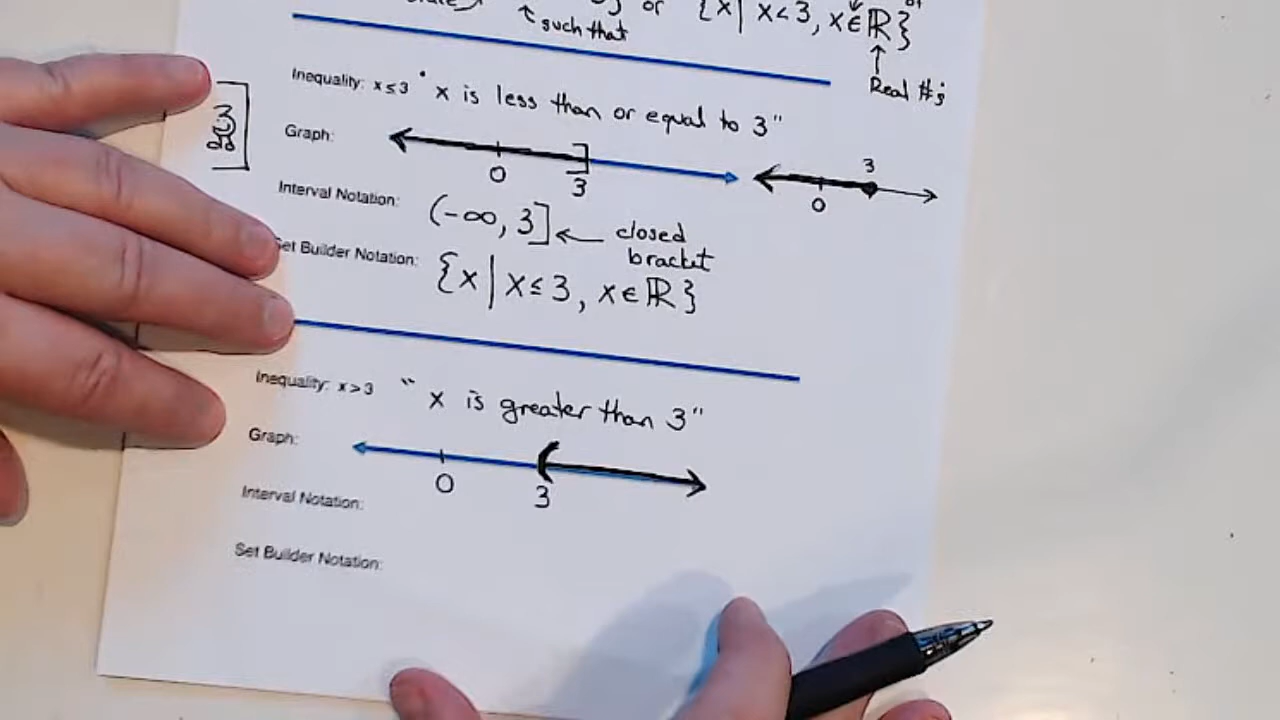 such that
or {x | x<3, x∈ℝ}
Real #'s
Inequality: x ≤ 3 " x is less than or equal to 3"
Graph:
0 3
3
0
Interval Notation: (-∞, 3] ← closed bracket
Set Builder Notation: {x | x ≤ 3, x∈ℝ}
Inequality: x > 3 " x is greater than 3"
Graph:
0 3
Interval Notation:
Set Builder Notation: